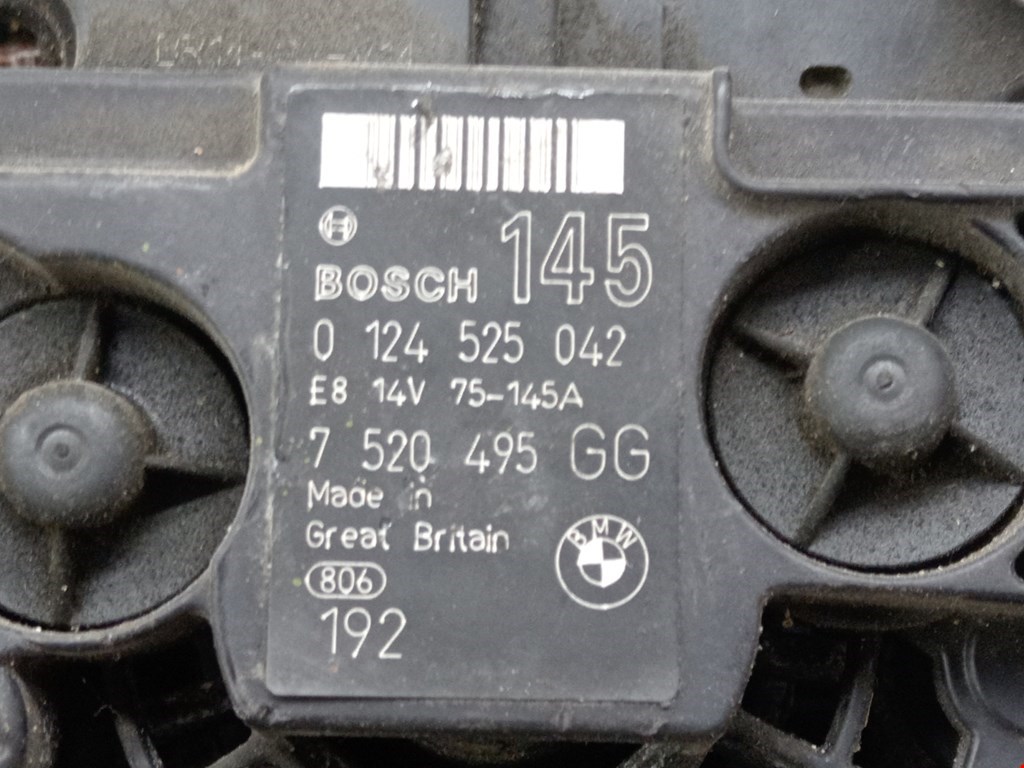 145
BOSCH
0 124 525 042
E8 14V 75-145A
7 520 495 GG
Made in
Great Britain
BMW
806
192